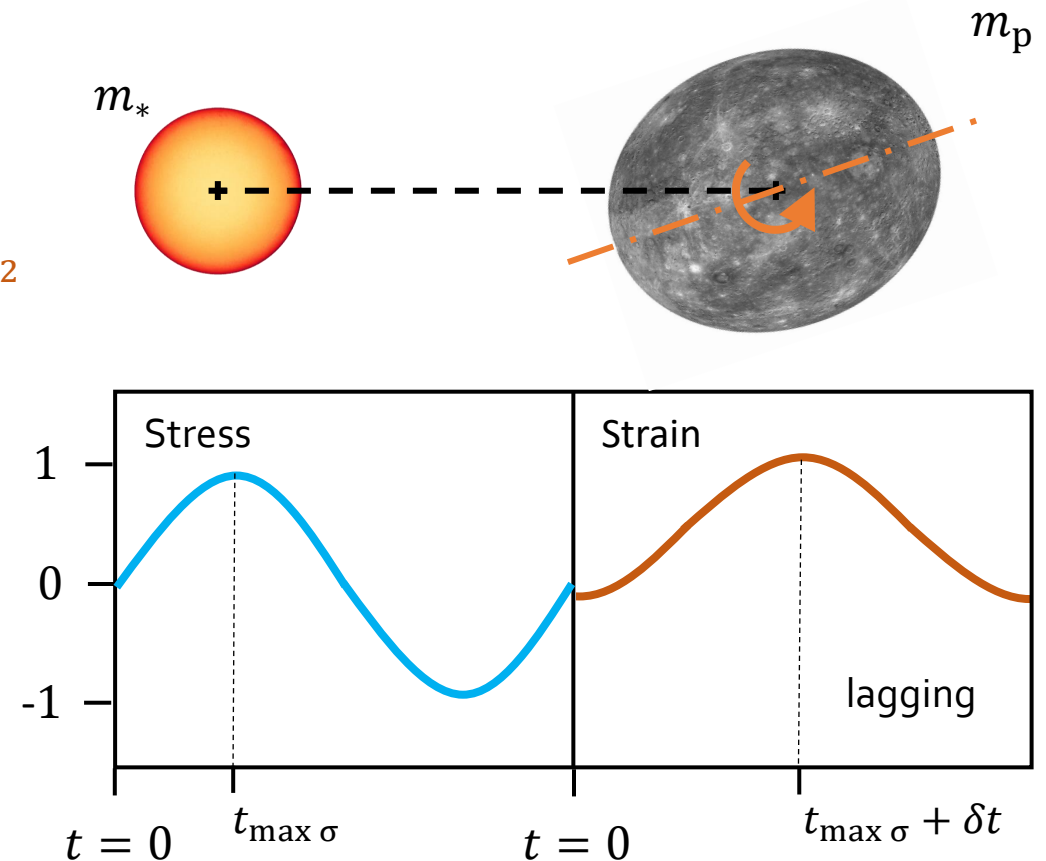 m_p
m_*
2
Stress
Strain
1
0
-1
lagging
t = 0
t_max σ
t = 0
t_max σ + δt